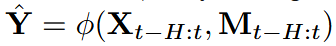 Ŷ = ϕ(X_{t−H:t}, M_{t−H:t})